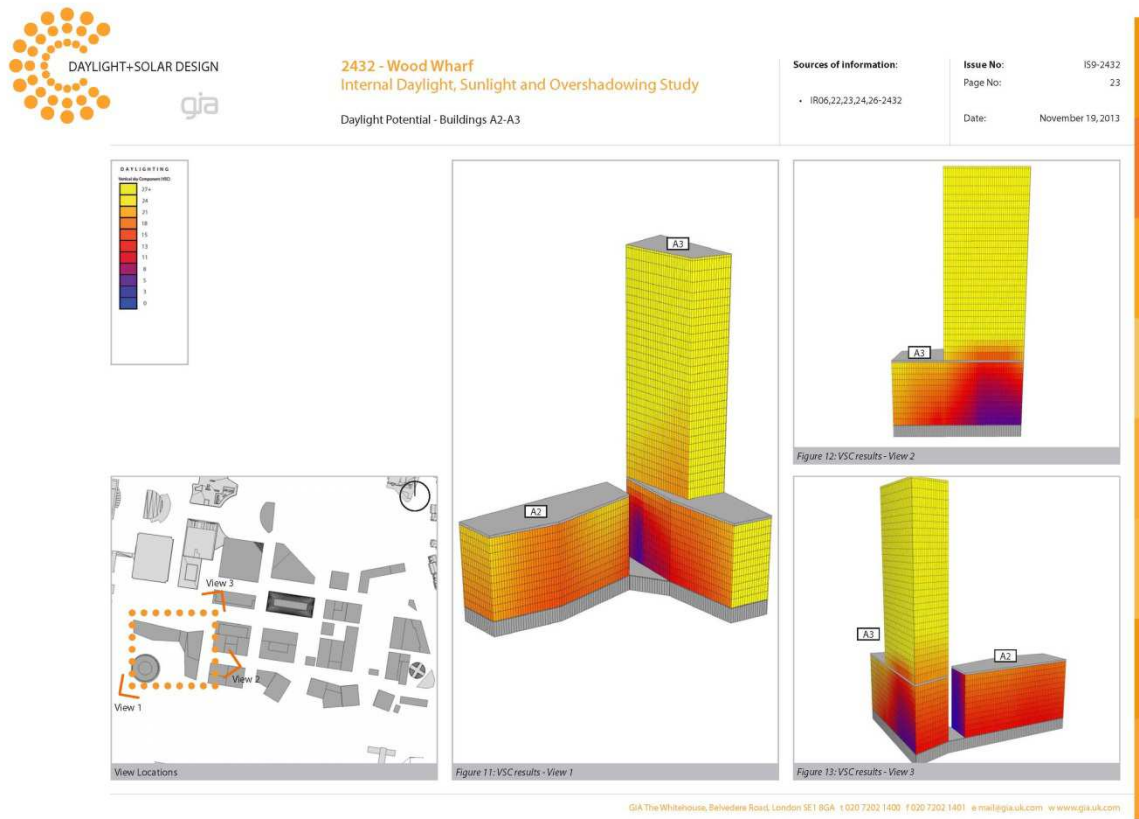 DAYLIGHT+SOLAR DESIGN
gia
2432 - Wood Wharf
Internal Daylight, Sunlight and Overshadowing Study
Daylight Potential - Buildings A2-A3
Sources of information:
• IR06,22,23,24,26-2432
Issue No: IS9-2432
Page No: 23
Date: November 19, 2013
DAYLIGHTING
Vertical sky Component (VSC)
27+
24
21
18
15
13
11
8
5
3
0
View 3
View 2
View 1
View Locations
A3
A2
Figure 11: VSC results - View 1
A3
Figure 12: VSC results - View 2
A3
A2
Figure 13: VSC results - View 3
GIA The Whitehouse, Belvedere Road, London SE1 8GA t 020 7202 1400 f 020 7202 1401 e mail@gia.uk.com w www.gia.uk.com